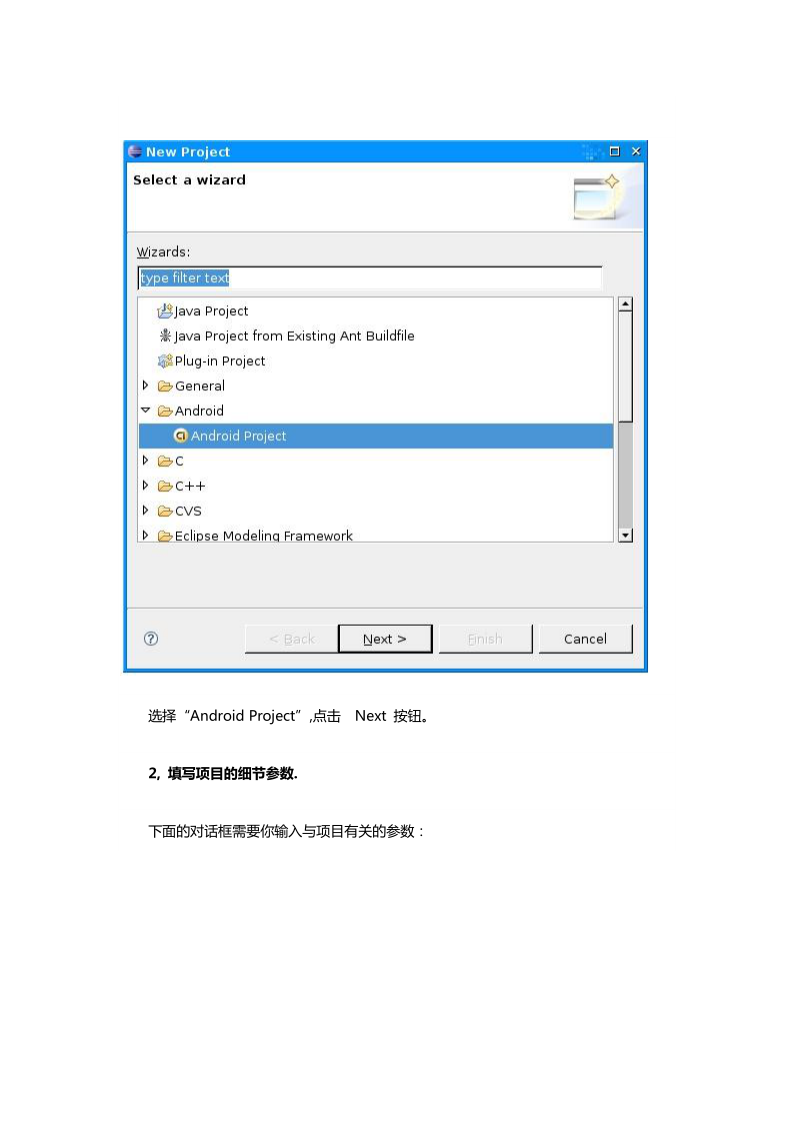 New Project
Select a wizard
Wizards:
type filter text
Java Project
Java Project from Existing Ant Buildfile
Plug-in Project
General
Android
Android Project
C
C++
CVS
Eclipse Modeling Framework
< Back Next > Finish Cancel
选择“Android Project”,点击 Next 按钮。
2, 填写项目的细节参数.
下面的对话框需要你输入与项目有关的参数：